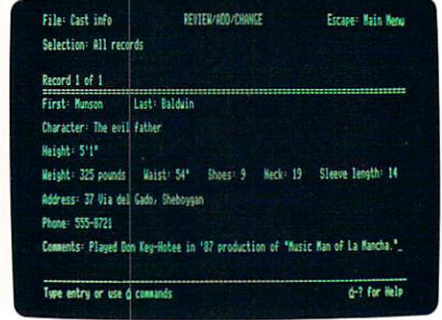 File: Cast info REVIEW/ADD/CHANGE Escape: Main Menu
Selection: All records
Record 1 of 1
First: Munson Last: Baldwin
Character: The evil father
Height: 5'1"
Weight: 325 pounds Waist: 54" Shoes: 9 Neck: 19 Sleeve length: 14
Address: 37 Via del Gado, Sheboygan
Phone: 555-8721
Comments: Played Don Key-Hotee in '87 production of "Music Man of La Mancha."_
Type entry or use commands -? for Help